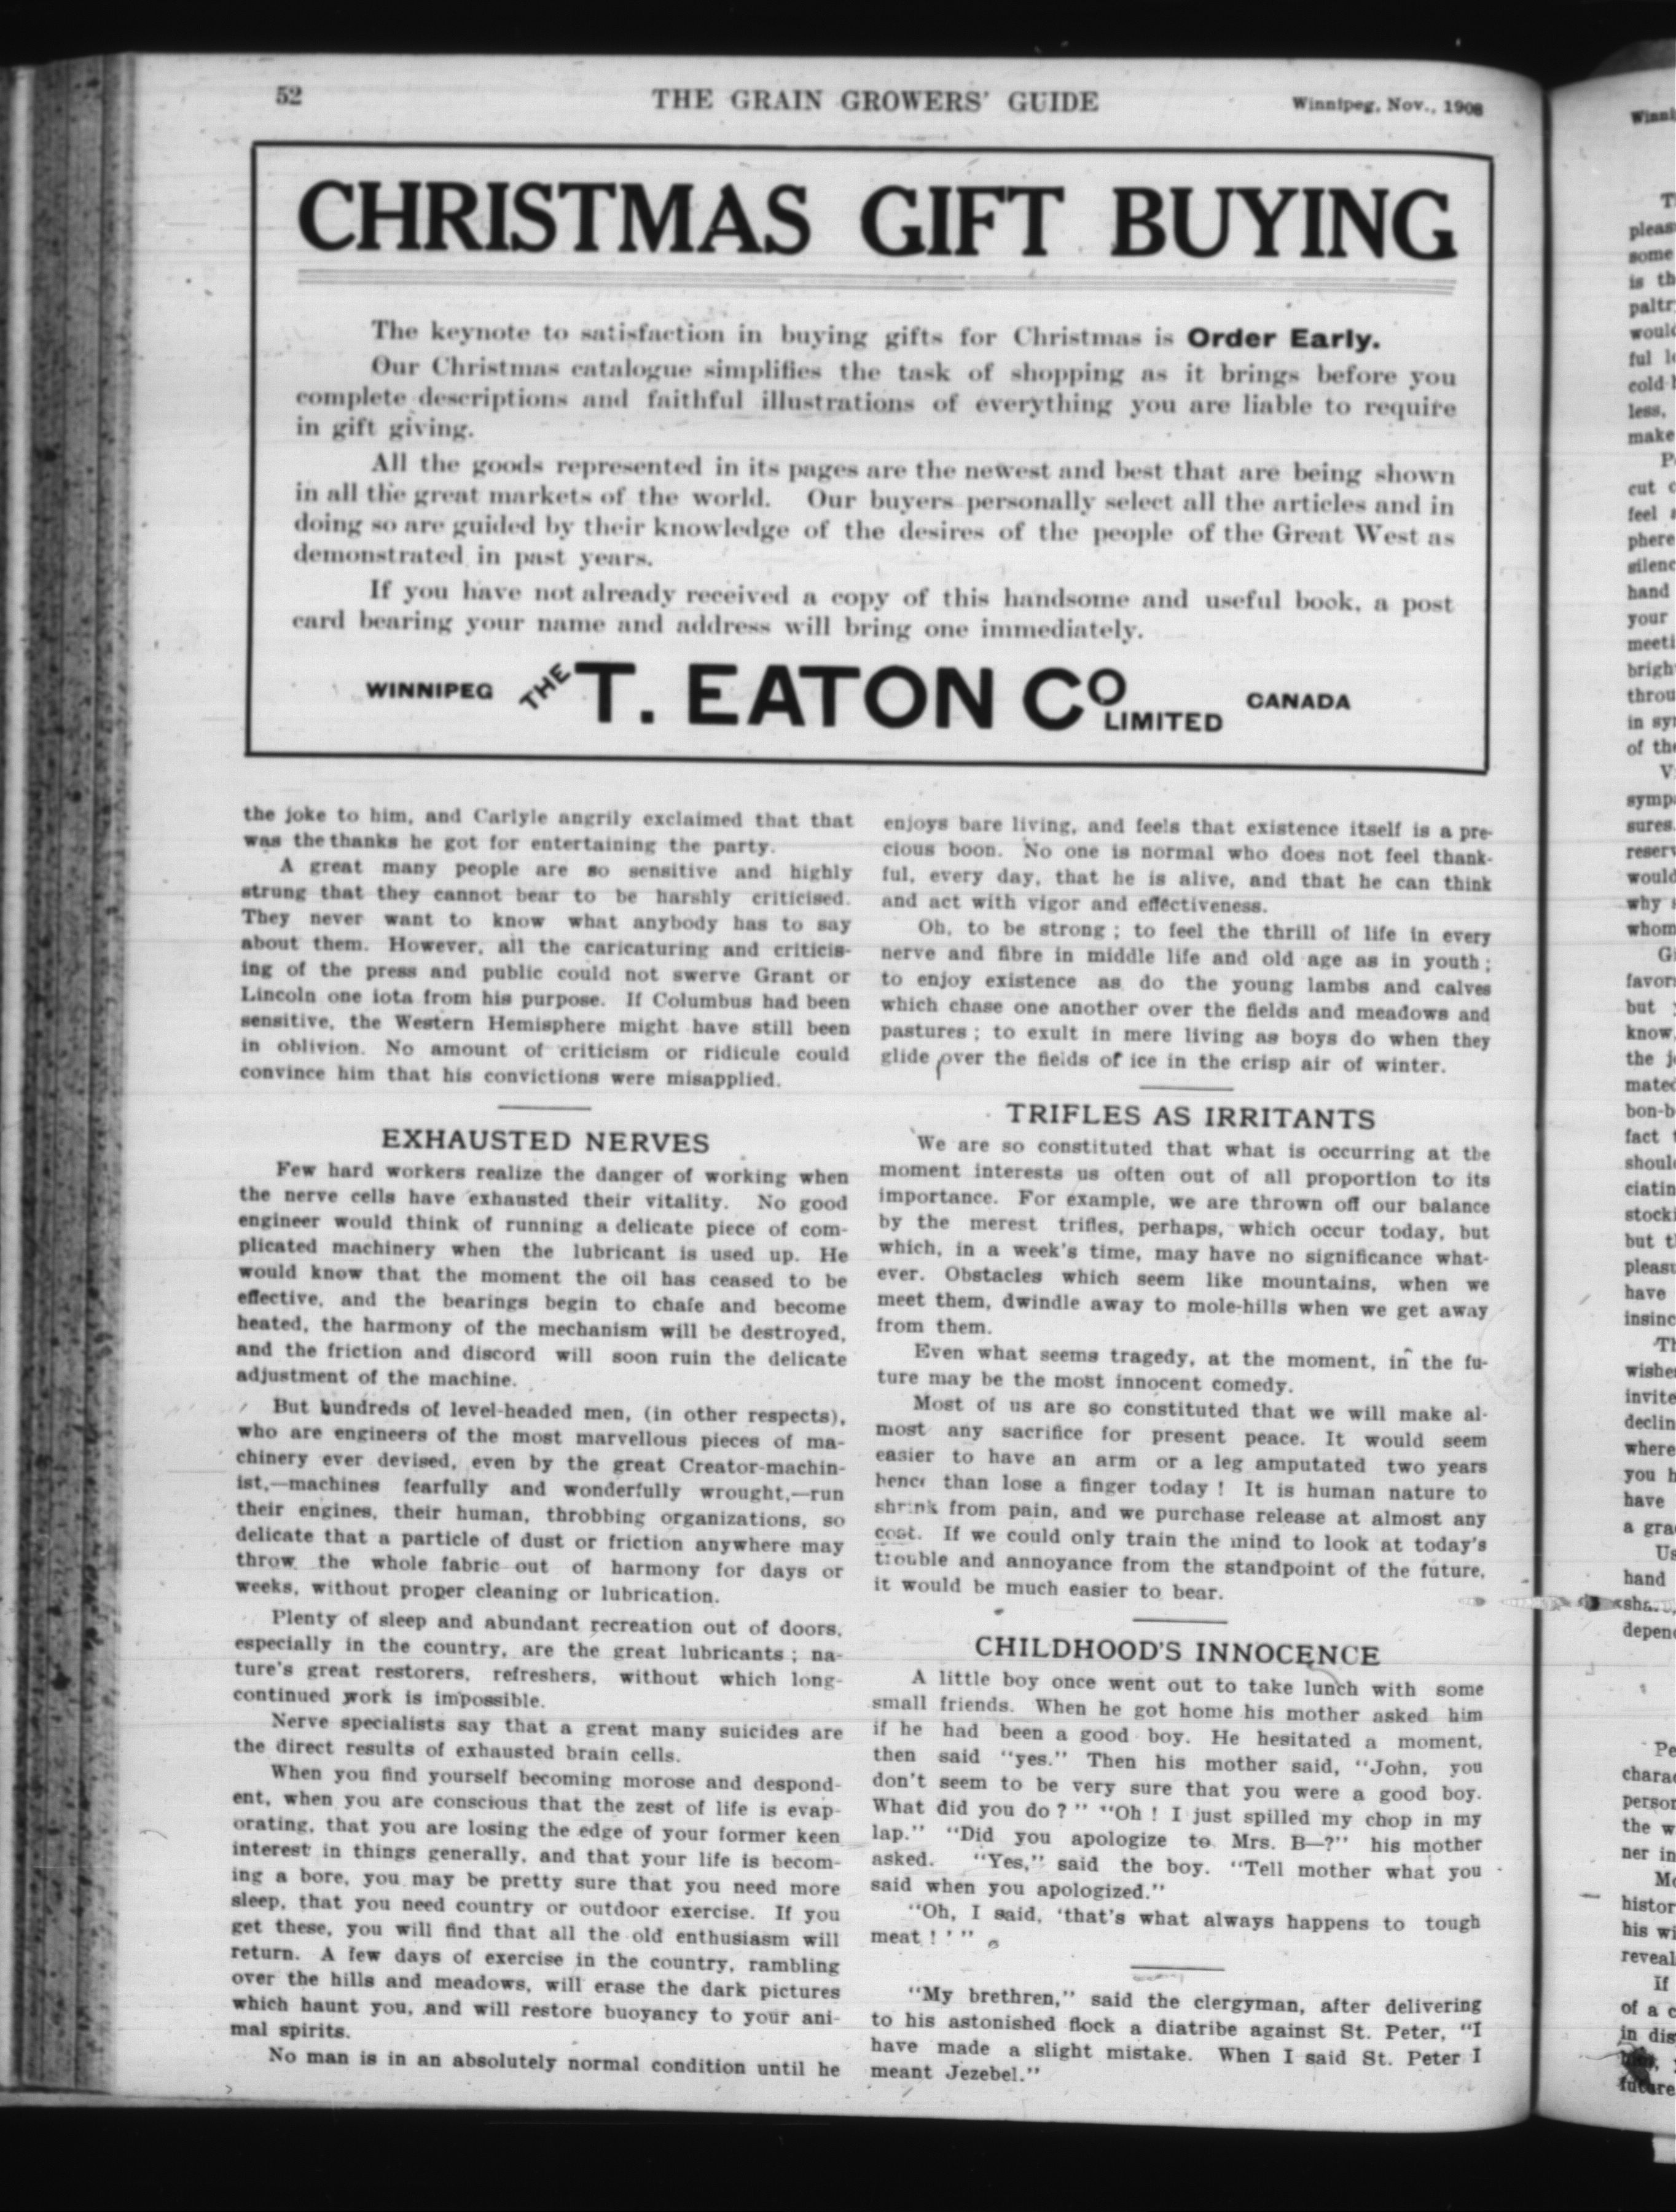 52
THE GRAIN GROWERS' GUIDE
Winnipeg, Nov., 1908
CHRISTMAS GIFT BUYING
The keynote to satisfaction in buying gifts for Christmas is Order Early.
Our Christmas catalogue simplifies the task of shopping as it brings before you
complete descriptions and faithful illustrations of everything you are liable to require
in gift giving.
All the goods represented in its pages are the newest and best that are being shown
in all the great markets of the world. Our buyers personally select all the articles and in
doing so are guided by their knowledge of the desires of the people of the Great West as
demonstrated in past years.
If you have not already received a copy of this handsome and useful book, a post
card bearing your name and address will bring one immediately.
WINNIPEG THE T. EATON CO LIMITED CANADA
the joke to him, and Carlyle angrily exclaimed that that
was the thanks he got for entertaining the party.
A great many people are so sensitive and highly
strung that they cannot bear to be harshly criticised.
They never want to know what anybody has to say
about them. However, all the caricaturing and criticis-
ing of the press and public could not swerve Grant or
Lincoln one iota from his purpose. If Columbus had been
sensitive, the Western Hemisphere might have still been
in oblivion. No amount of criticism or ridicule could
convince him that his convictions were misapplied.
EXHAUSTED NERVES
Few hard workers realize the danger of working when
the nerve cells have exhausted their vitality. No good
engineer would think of running a delicate piece of com-
plicated machinery when the lubricant is used up. He
would know that the moment the oil has ceased to be
effective, and the bearings begin to chafe and become
heated, the harmony of the mechanism will be destroyed,
and the friction and discord will soon ruin the delicate
adjustment of the machine.
But hundreds of level-headed men, (in other respects),
who are engineers of the most marvellous pieces of ma-
chinery ever devised, even by the great Creator-machin-
ist,—machines fearfully and wonderfully wrought,—run
their engines, their human, throbbing organizations, so
delicate that a particle of dust or friction anywhere may
throw the whole fabric out of harmony for days or
weeks, without proper cleaning or lubrication.
Plenty of sleep and abundant recreation out of doors,
especially in the country, are the great lubricants ; na-
ture's great restorers, refreshers, without which long-
continued work is impossible.
Nerve specialists say that a great many suicides are
the direct results of exhausted brain cells.
When you find yourself becoming morose and despond-
ent, when you are conscious that the zest of life is evap-
orating, that you are losing the edge of your former keen
interest in things generally, and that your life is becom-
ing a bore, you may be pretty sure that you need more
sleep, that you need country or outdoor exercise. If you
get these, you will find that all the old enthusiasm will
return. A few days of exercise in the country, rambling
over the hills and meadows, will erase the dark pictures
which haunt you, and will restore buoyancy to your ani-
mal spirits.
No man is in an absolutely normal condition until he
enjoys bare living, and feels that existence itself is a pre-
cious boon. No one is normal who does not feel thank-
ful, every day, that he is alive, and that he can think
and act with vigor and effectiveness.
Oh, to be strong ; to feel the thrill of life in every
nerve and fibre in middle life and old age as in youth ;
to enjoy existence as do the young lambs and calves
which chase one another over the fields and meadows and
pastures ; to exult in mere living as boys do when they
glide over the fields of ice in the crisp air of winter.
TRIFLES AS IRRITANTS
We are so constituted that what is occurring at the
moment interests us often out of all proportion to its
importance. For example, we are thrown off our balance
by the merest trifles, perhaps, which occur today, but
which, in a week's time, may have no significance what-
ever. Obstacles which seem like mountains, when we
meet them, dwindle away to mole-hills when we get away
from them.
Even what seems tragedy, at the moment, in the fu-
ture may be the most innocent comedy.
Most of us are so constituted that we will make al-
most any sacrifice for present peace. It would seem
easier to have an arm or a leg amputated two years
hence than lose a finger today ! It is human nature to
shrink from pain, and we purchase release at almost any
cost. If we could only train the mind to look at today's
trouble and annoyance from the standpoint of the future,
it would be much easier to bear.
CHILDHOOD'S INNOCENCE
A little boy once went out to take lunch with some
small friends. When he got home his mother asked him
if he had been a good boy. He hesitated a moment,
then said "yes." Then his mother said, "John, you
don't seem to be very sure that you were a good boy.
What did you do ? " "Oh ! I just spilled my chop in my
lap." "Did you apologize to Mrs. B—?" his mother
asked. "Yes," said the boy. "Tell mother what you
said when you apologized."
"Oh, I said, 'that's what always happens to tough
meat ! ' "
"My brethren," said the clergyman, after delivering
to his astonished flock a diatribe against St. Peter, "I
have made a slight mistake. When I said St. Peter I
meant Jezebel."